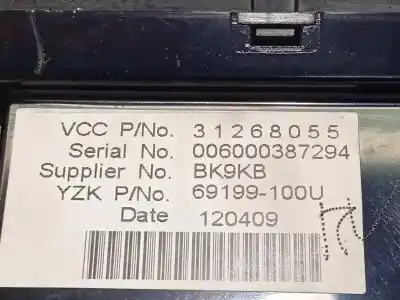 VCC P/No. 31268055
Serial No. 006000387294
Supplier No. BK9KB
YZK P/No. 69199-100U
Date 120409